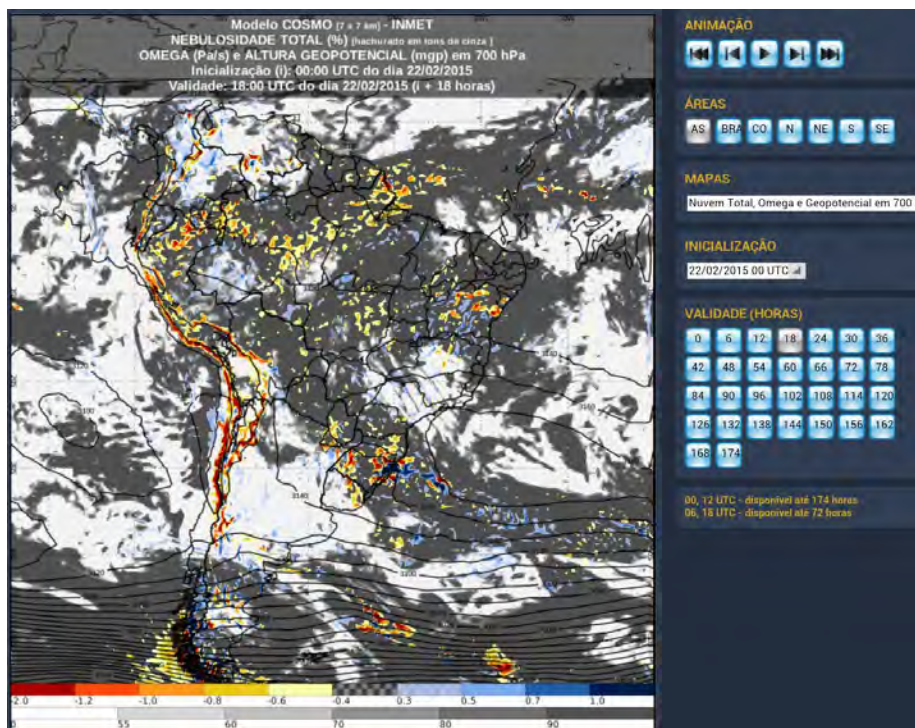 Modelo COSMO (7 x 7 km) - INMET
NEBULOSIDADE TOTAL (%) (hachurado em tons de cinza )
OMEGA (Pa/s) e ALTURA GEOPOTENCIAL (mgp) em 700 hPa
Inicialização (i): 00:00 UTC do dia 22/02/2015
Validade: 18:00 UTC do dia 22/02/2015 (i + 18 horas)
3140
3160
3120
3190
3140
-2.0 -1.2 -1.0 -0.8 -0.6 -0.4 0.3 0.5 0.7 1.0
0 55 60 70 80 90
ANIMAÇÃO
ÁREAS
AS BRA CO N NE S SE
MAPAS
Nuvem Total, Omega e Geopotencial em 700
INICIALIZAÇÃO
22/02/2015 00 UTC
VALIDADE (HORAS)
0 6 12 18 24 30 36
42 48 54 60 66 72 78
84 90 96 102 108 114 120
126 132 138 144 150 156 162
168 174
00, 12 UTC - disponível até 174 horas
06, 18 UTC - disponível até 72 horas